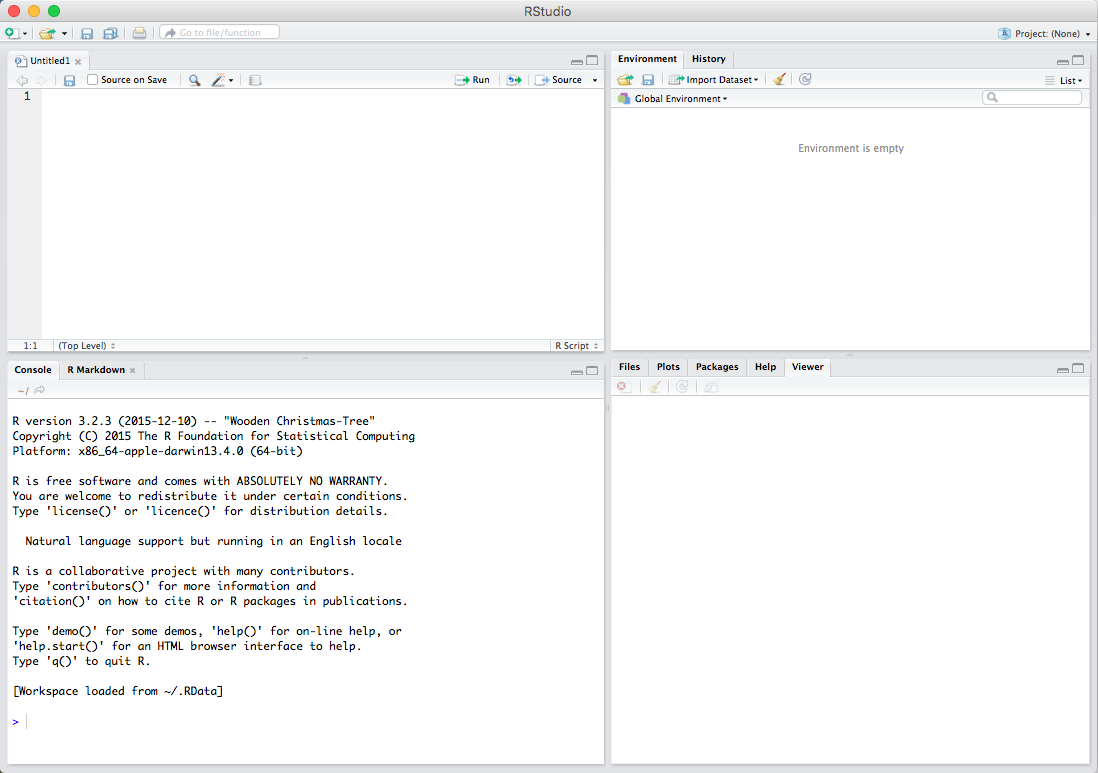 RStudio
Go to file/function
Project: (None)
Untitled1
Source on Save
Run
Source
1
1:1
(Top Level)
R Script
Console
R Markdown
~/
R version 3.2.3 (2015-12-10) -- "Wooden Christmas-Tree"
Copyright (C) 2015 The R Foundation for Statistical Computing
Platform: x86_64-apple-darwin13.4.0 (64-bit)
R is free software and comes with ABSOLUTELY NO WARRANTY.
You are welcome to redistribute it under certain conditions.
Type 'license()' or 'licence()' for distribution details.
Natural language support but running in an English locale
R is a collaborative project with many contributors.
Type 'contributors()' for more information and
'citation()' on how to cite R or R packages in publications.
Type 'demo()' for some demos, 'help()' for on-line help, or
'help.start()' for an HTML browser interface to help.
Type 'q()' to quit R.
[Workspace loaded from ~/.RData]
>
Environment
History
Import Dataset
List
Global Environment
Environment is empty
Files
Plots
Packages
Help
Viewer